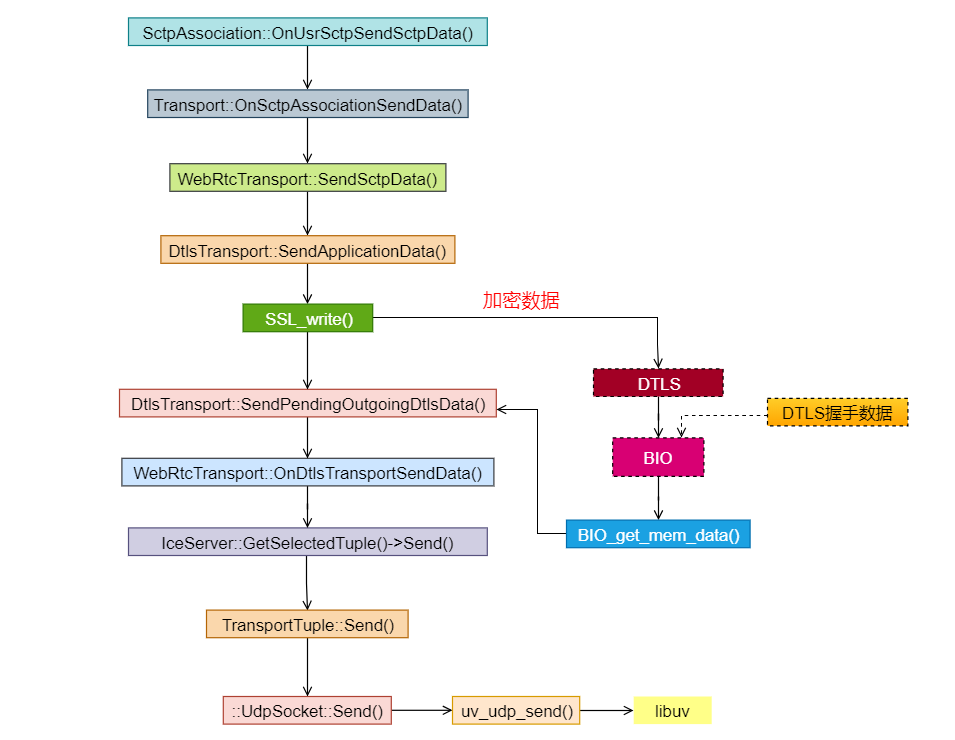 SctpAssociation::OnUsrSctpSendSctpData()
Transport::OnSctpAssociationSendData()
WebRtcTransport::SendSctpData()
DtlsTransport::SendApplicationData()
加密数据
SSL_write()
DTLS
DtlsTransport::SendPendingOutgoingDtlsData()
DTLS握手数据
BIO
WebRtcTransport::OnDtlsTransportSendData()
BIO_get_mem_data()
IceServer::GetSelectedTuple()->Send()
TransportTuple::Send()
::UdpSocket::Send()
uv_udp_send()
libuv